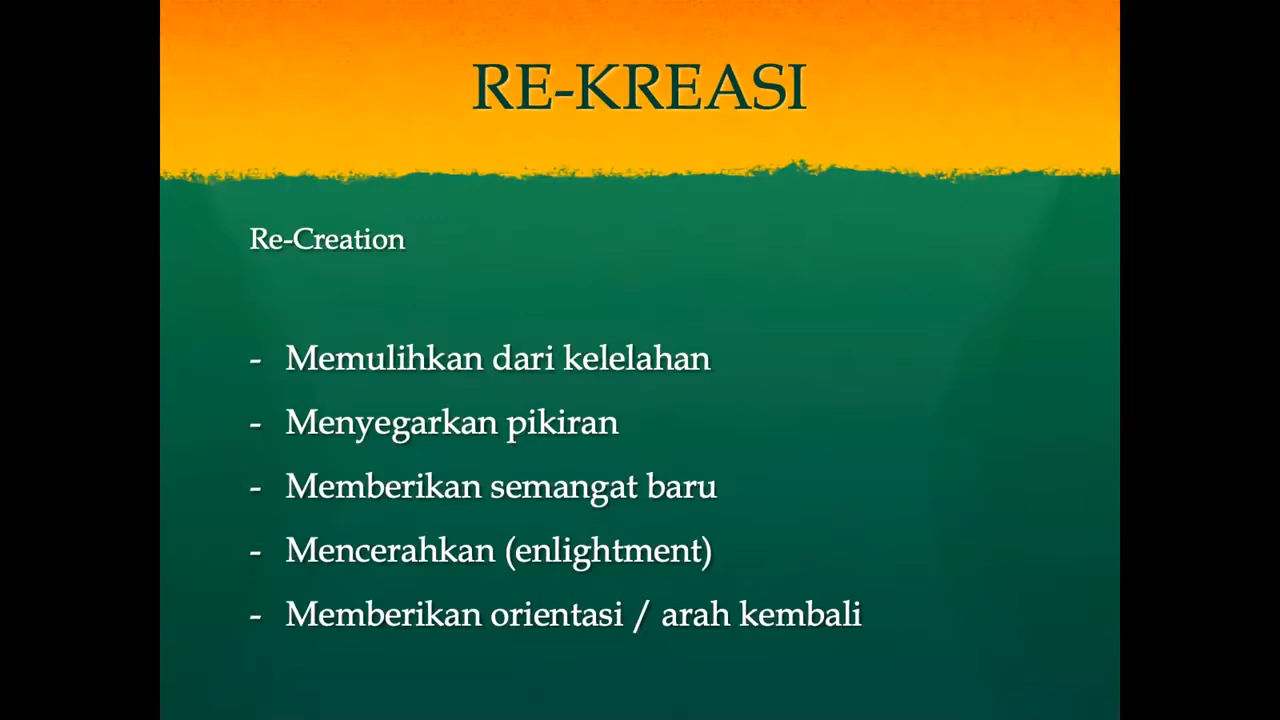 RE-KREASI
Re-Creation
- Memulihkan dari kelelahan
- Menyegarkan pikiran
- Memberikan semangat baru
- Mencerahkan (enlightment)
- Memberikan orientasi / arah kembali